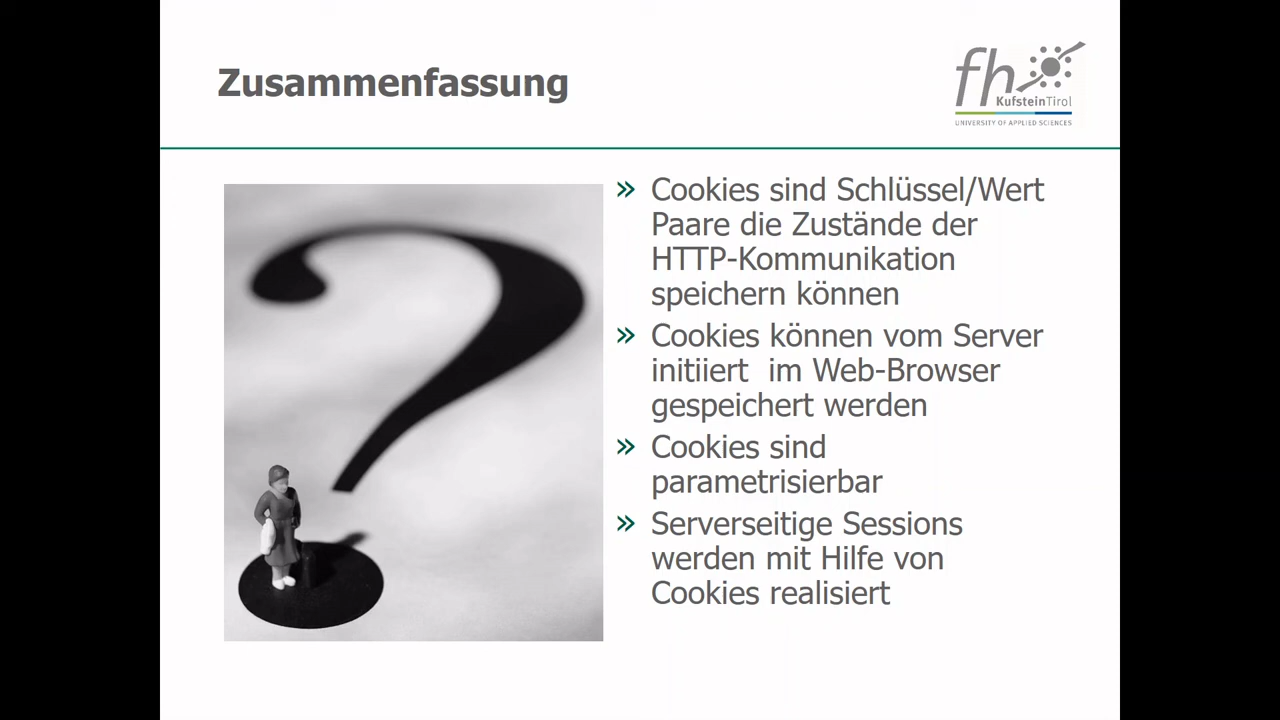 Zusammenfassung
fh
KufsteinTirol
UNIVERSITY OF APPLIED SCIENCES
» Cookies sind Schlüssel/Wert
Paare die Zustände der
HTTP-Kommunikation
speichern können
» Cookies können vom Server
initiiert  im Web-Browser
gespeichert werden
» Cookies sind
parametrisierbar
» Serverseitige Sessions
werden mit Hilfe von
Cookies realisiert